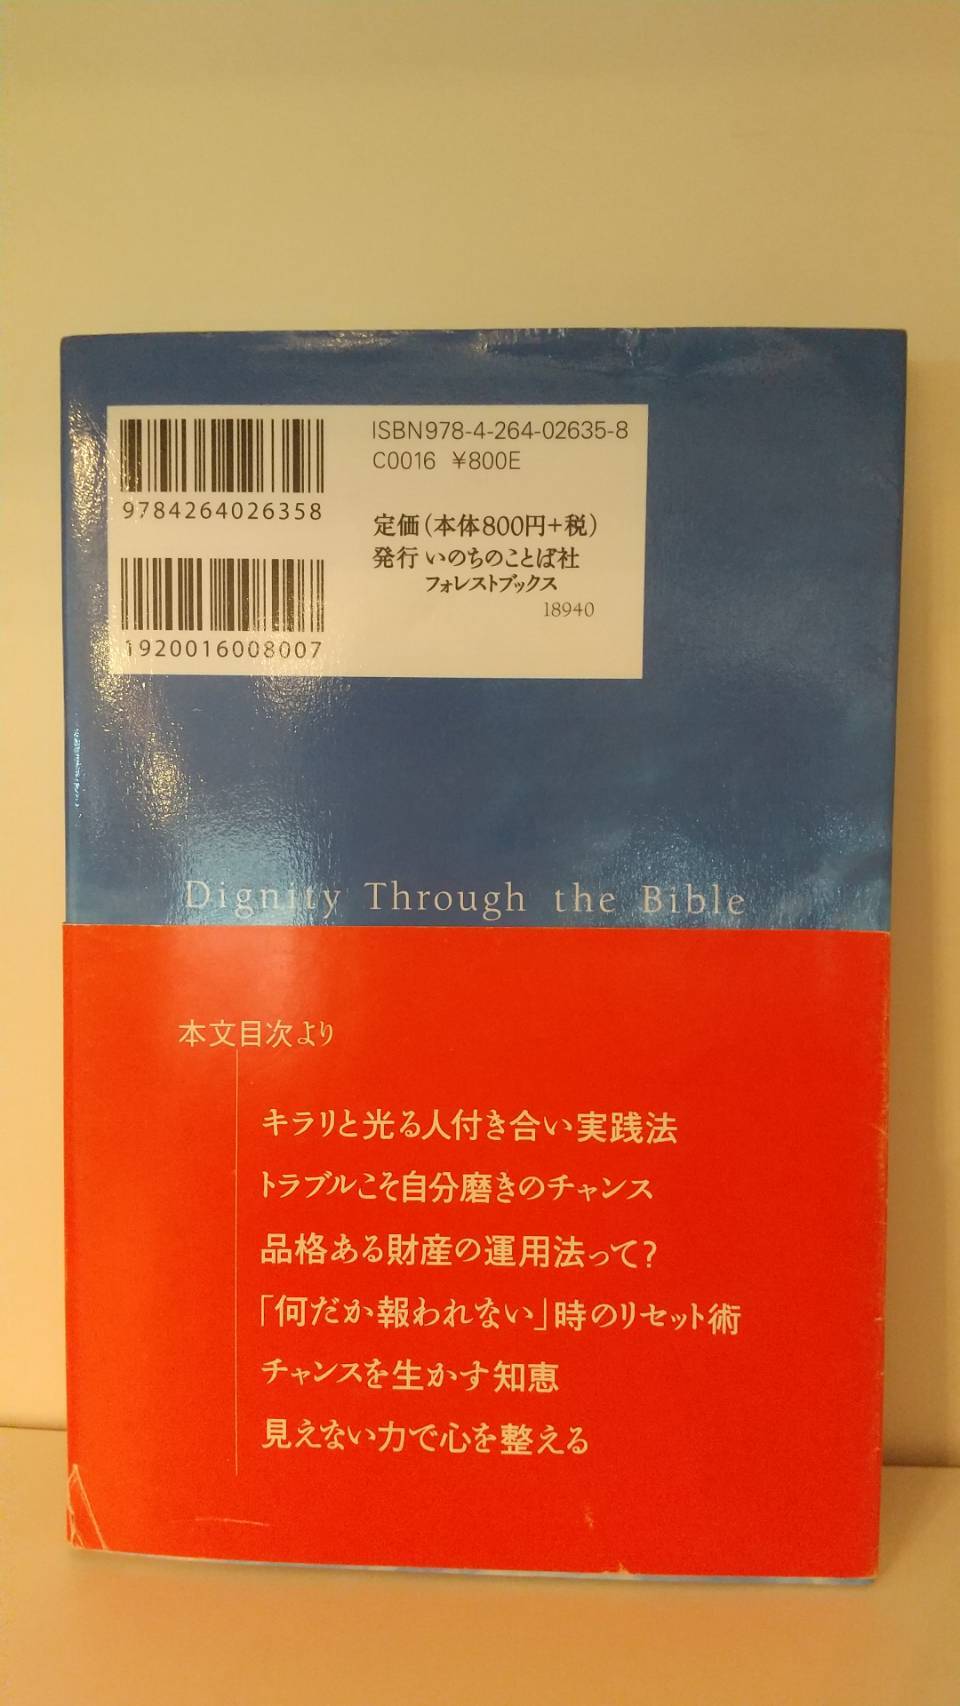 ISBN978-4-264-02635-8
C0016 ¥800E
9784264026358
定価(本体800円+税)
発行 いのちのことば社
フォレストブックス
18940
1920016008007
Dignity Through the Bible
本文目次より
キラリと光る人付き合い実践法
トラブルこそ自分磨きのチャンス
品格ある財産の運用法って?
「何だか報われない」時のリセット術
チャンスを生かす知恵
見えない力で心を整える